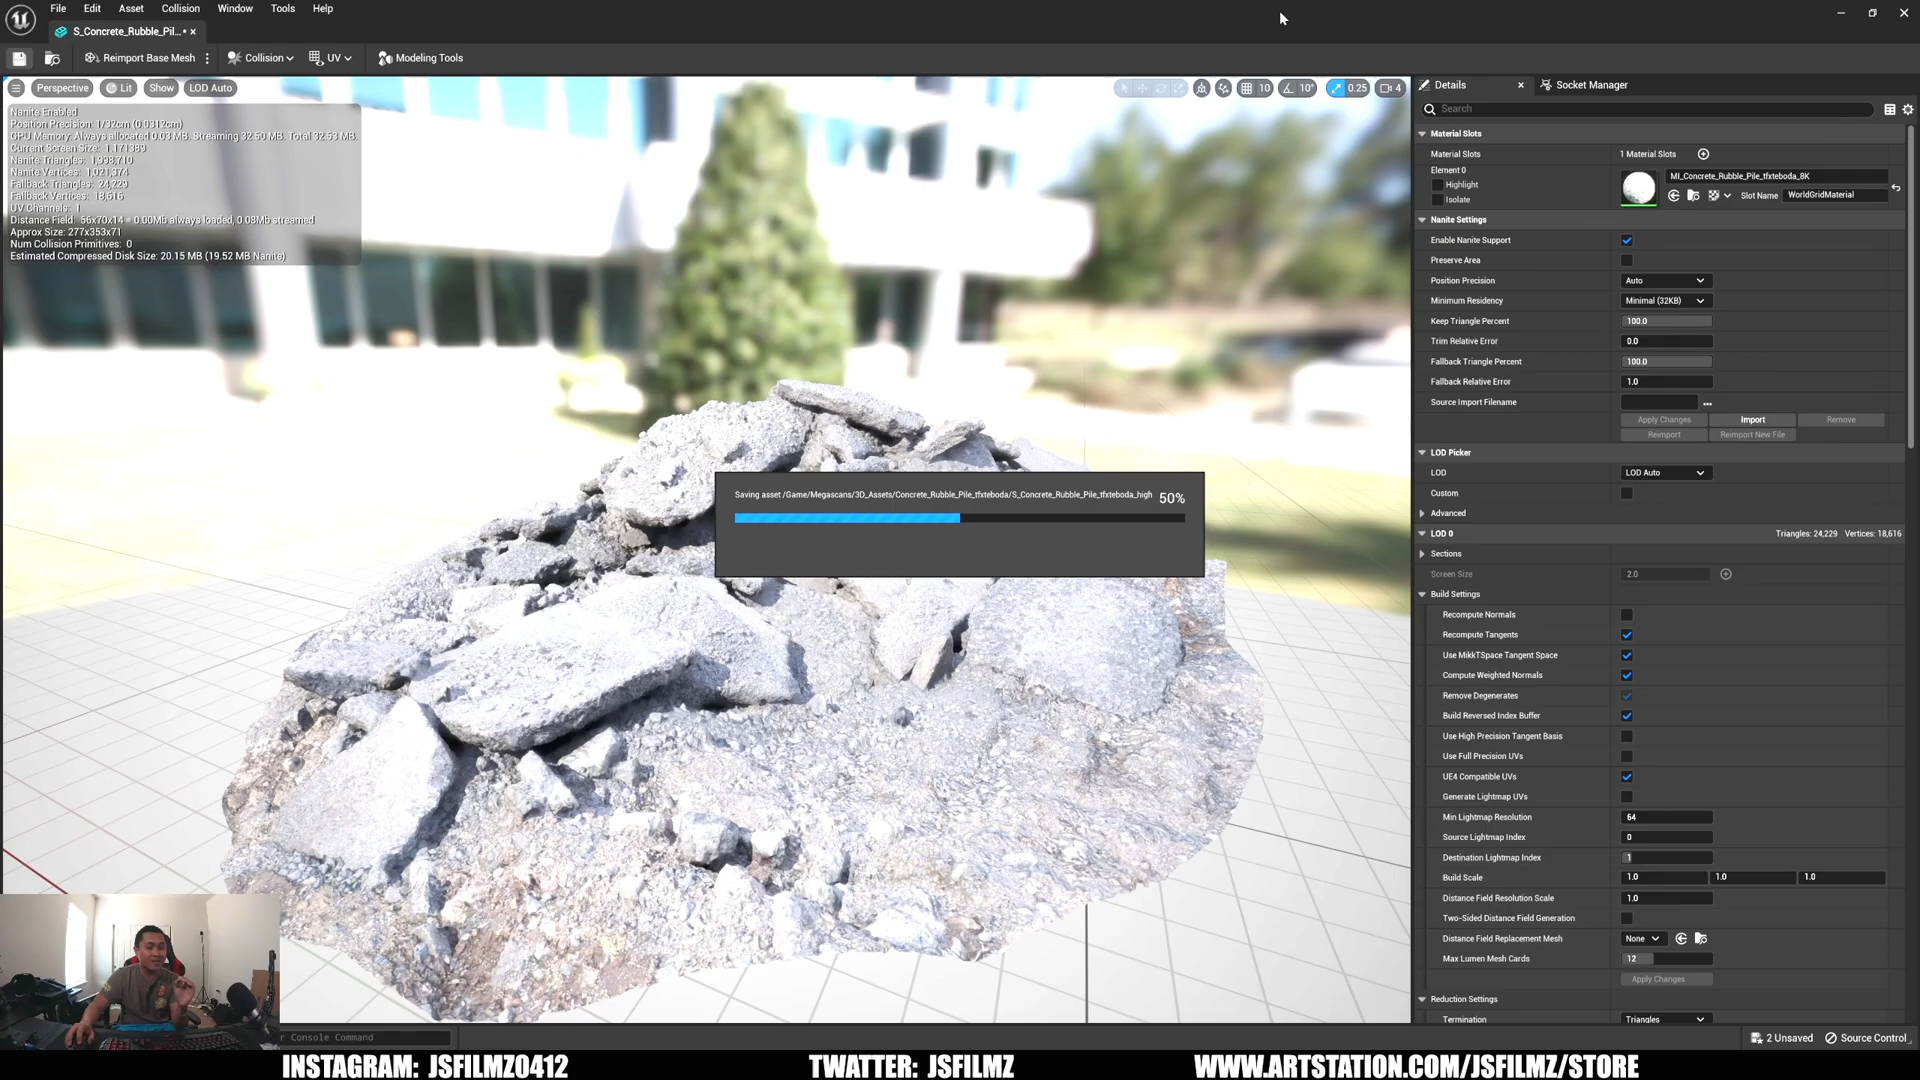 File Edit Asset Collision Window Tools Help
S_Concrete_Rubble_Pil...•
Reimport Base Mesh Collision UV Modeling Tools
Perspective Lit Show LOD Auto 10 10° 0.25 4
Nanite Enabled
Position Precision: 1/32cm (0.0312cm)
GPU Memory: Always allocated 0.03 MB. Streaming 32.50 MB. Total 32.53 MB.
Current Screen Size: 1.171389
Nanite Triangles: 1,998,710
Nanite Vertices: 1,021,374
Fallback Triangles: 24,229
Fallback Vertices: 18,616
UV Channels: 1
Distance Field: 56x70x14 = 0.00Mb always loaded, 0.08Mb streamed
Approx Size: 277x353x71
Num Collision Primitives: 0
Estimated Compressed Disk Size: 20.15 MB (19.52 MB Nanite)
Saving asset /Game/Megascans/3D_Assets/Concrete_Rubble_Pile_tfxteboda/S_Concrete_Rubble_Pile_tfxteboda_high 50%
Details Socket Manager
Search
Material Slots
Material Slots 1 Material Slots
Element 0 MI_Concrete_Rubble_Pile_tfxteboda_8K
Highlight
Isolate Slot Name WorldGridMaterial
Nanite Settings
Enable Nanite Support
Preserve Area
Position Precision Auto
Minimum Residency Minimal (32KB)
Keep Triangle Percent 100.0
Trim Relative Error 0.0
Fallback Triangle Percent 100.0
Fallback Relative Error 1.0
Source Import Filename ...
Apply Changes Import Remove
Reimport Reimport New File
LOD Picker
LOD LOD Auto
Custom
Advanced
LOD 0 Triangles: 24,229 Vertices: 18,616
Sections
Screen Size 2.0
Build Settings
Recompute Normals
Recompute Tangents
Use MikkTSpace Tangent Space
Compute Weighted Normals
Remove Degenerates
Build Reversed Index Buffer
Use High Precision Tangent Basis
Use Full Precision UVs
UE4 Compatible UVs
Generate Lightmap UVs
Min Lightmap Resolution 64
Source Lightmap Index 0
Destination Lightmap Index 1
Build Scale 1.0 1.0 1.0
Distance Field Resolution Scale 1.0
Two-Sided Distance Field Generation
Distance Field Replacement Mesh None
Max Lumen Mesh Cards 12
Apply Changes
Reduction Settings
Termination Triangles
r Console Command 2 Unsaved Source Control
INSTAGRAM: JSFILMZ0412 TWATTER: JSFILMZ WWW.ARTSTATION.COM/JSFILMZ/STORE